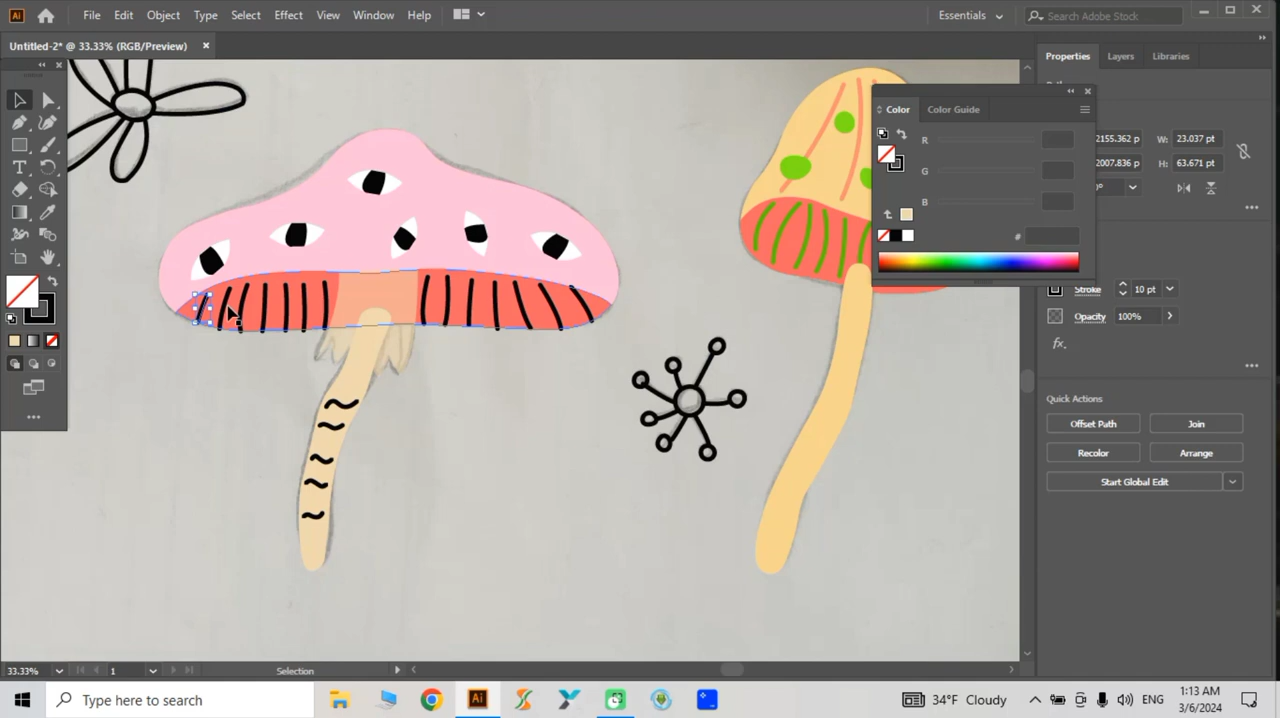 Ai
File Edit Object Type Select Effect View Window Help
Essentials
Search Adobe Stock
Untitled-2* @ 33.33% (RGB/Preview) ×
Properties Layers Libraries
Color Color Guide
R
G
B
#
2155.362 p W: 23.037 pt
2007.836 p H: 63.671 pt
Stroke 10 pt
Opacity 100%
fx.
Quick Actions
Offset Path Join
Recolor Arrange
Start Global Edit
33.33% 1 Selection
Type here to search
Ai
34°F Cloudy
ENG
1:13 AM
3/6/2024